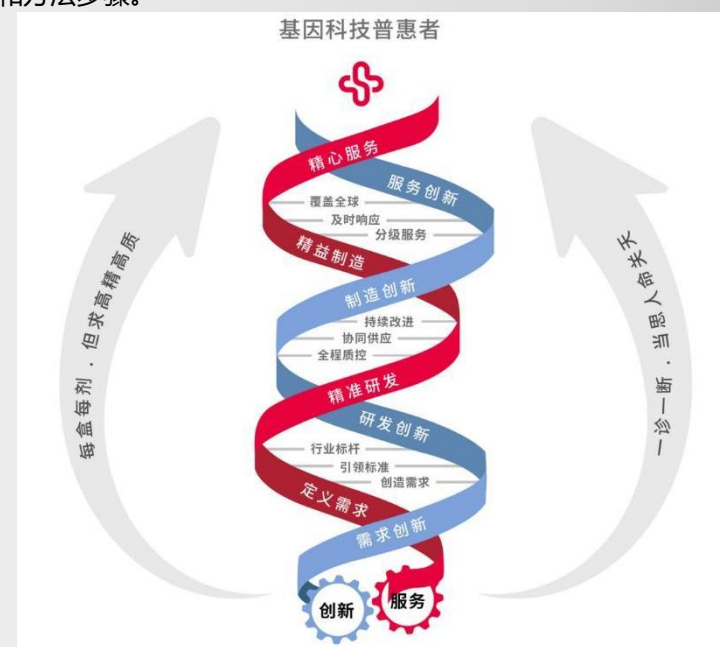 和方法步骤。
基因科技普惠者
精心服务
服务创新
覆盖全球
及时响应
分级服务
精益制造
制造创新
持续改进
协同供应
全程质控
精准研发
研发创新
行业标杆
引领标准
创造需求
定义需求
需求创新
创新
服务
每盒每剂·但求高精高质
一诊一断·当思人命关天